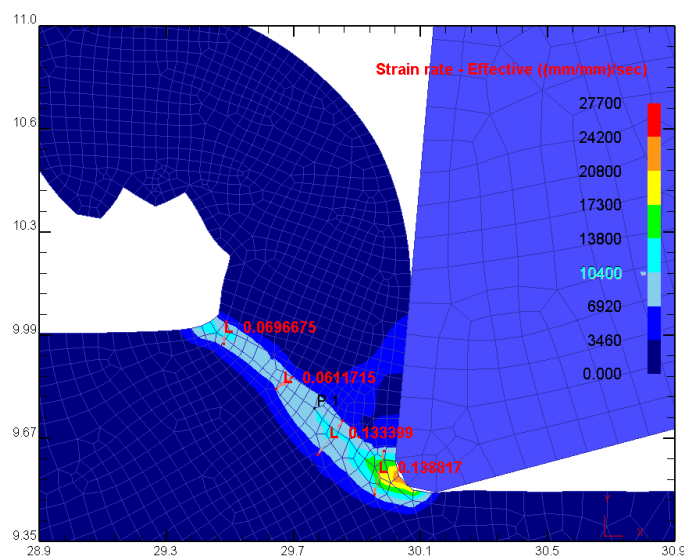 11.0
Strain rate - Effective ((mm/mm)/sec)
27700
24200
10.6
20800
17300
13800
10.3
10400
6920
3460
9.99
L 0.0696675
0.000
L 0.0611715
P 1
9.67
L 0.133399
L 0.138817
Y
X
9.35
28.9 29.3 29.7 30.1 30.5 30.9